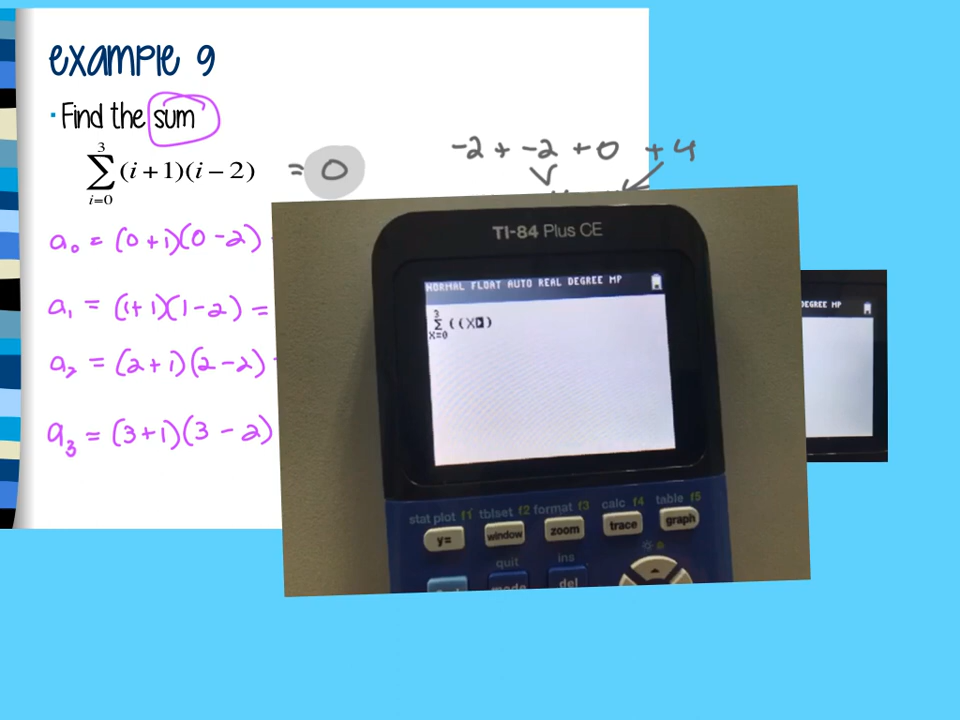 example 9
· Find the sum
3
∑ (i + 1)(i − 2) = 0
i=0
-2 + -2 + 0 + 4
a₀ = (0+1)(0-2)
a₁ = (1+1)(1-2) =
a₂ = (2+1)(2-2)
a₃ = (3+1)(3-2)
TI-84 Plus CE
NORMAL FLOAT AUTO REAL DEGREE MP
3
∑ ((X )
X=0
DEGREE MP
stat plot f1 tblset f2 format f3 calc f4 table f5
y= window zoom trace graph
quit ins
mode del